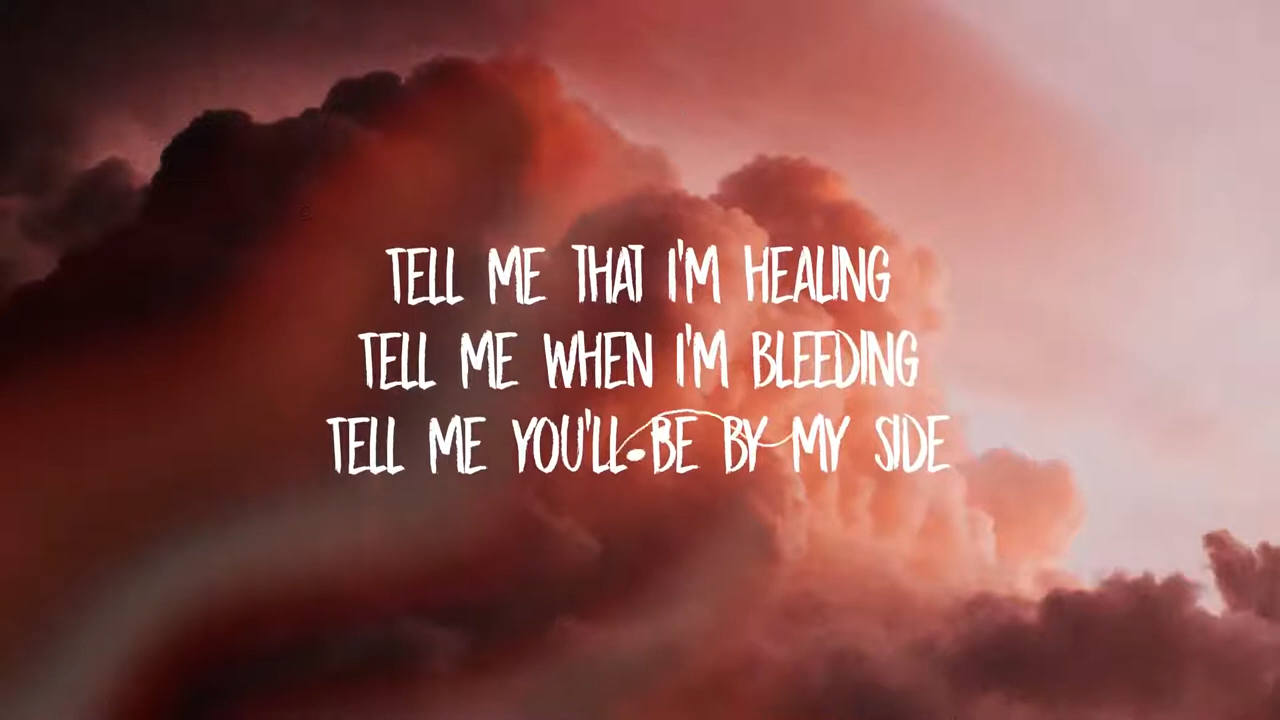 TELL ME THAT I'M HEALING
TELL ME WHEN I'M BLEEDING
TELL ME YOU'LL BE BY MY SIDE